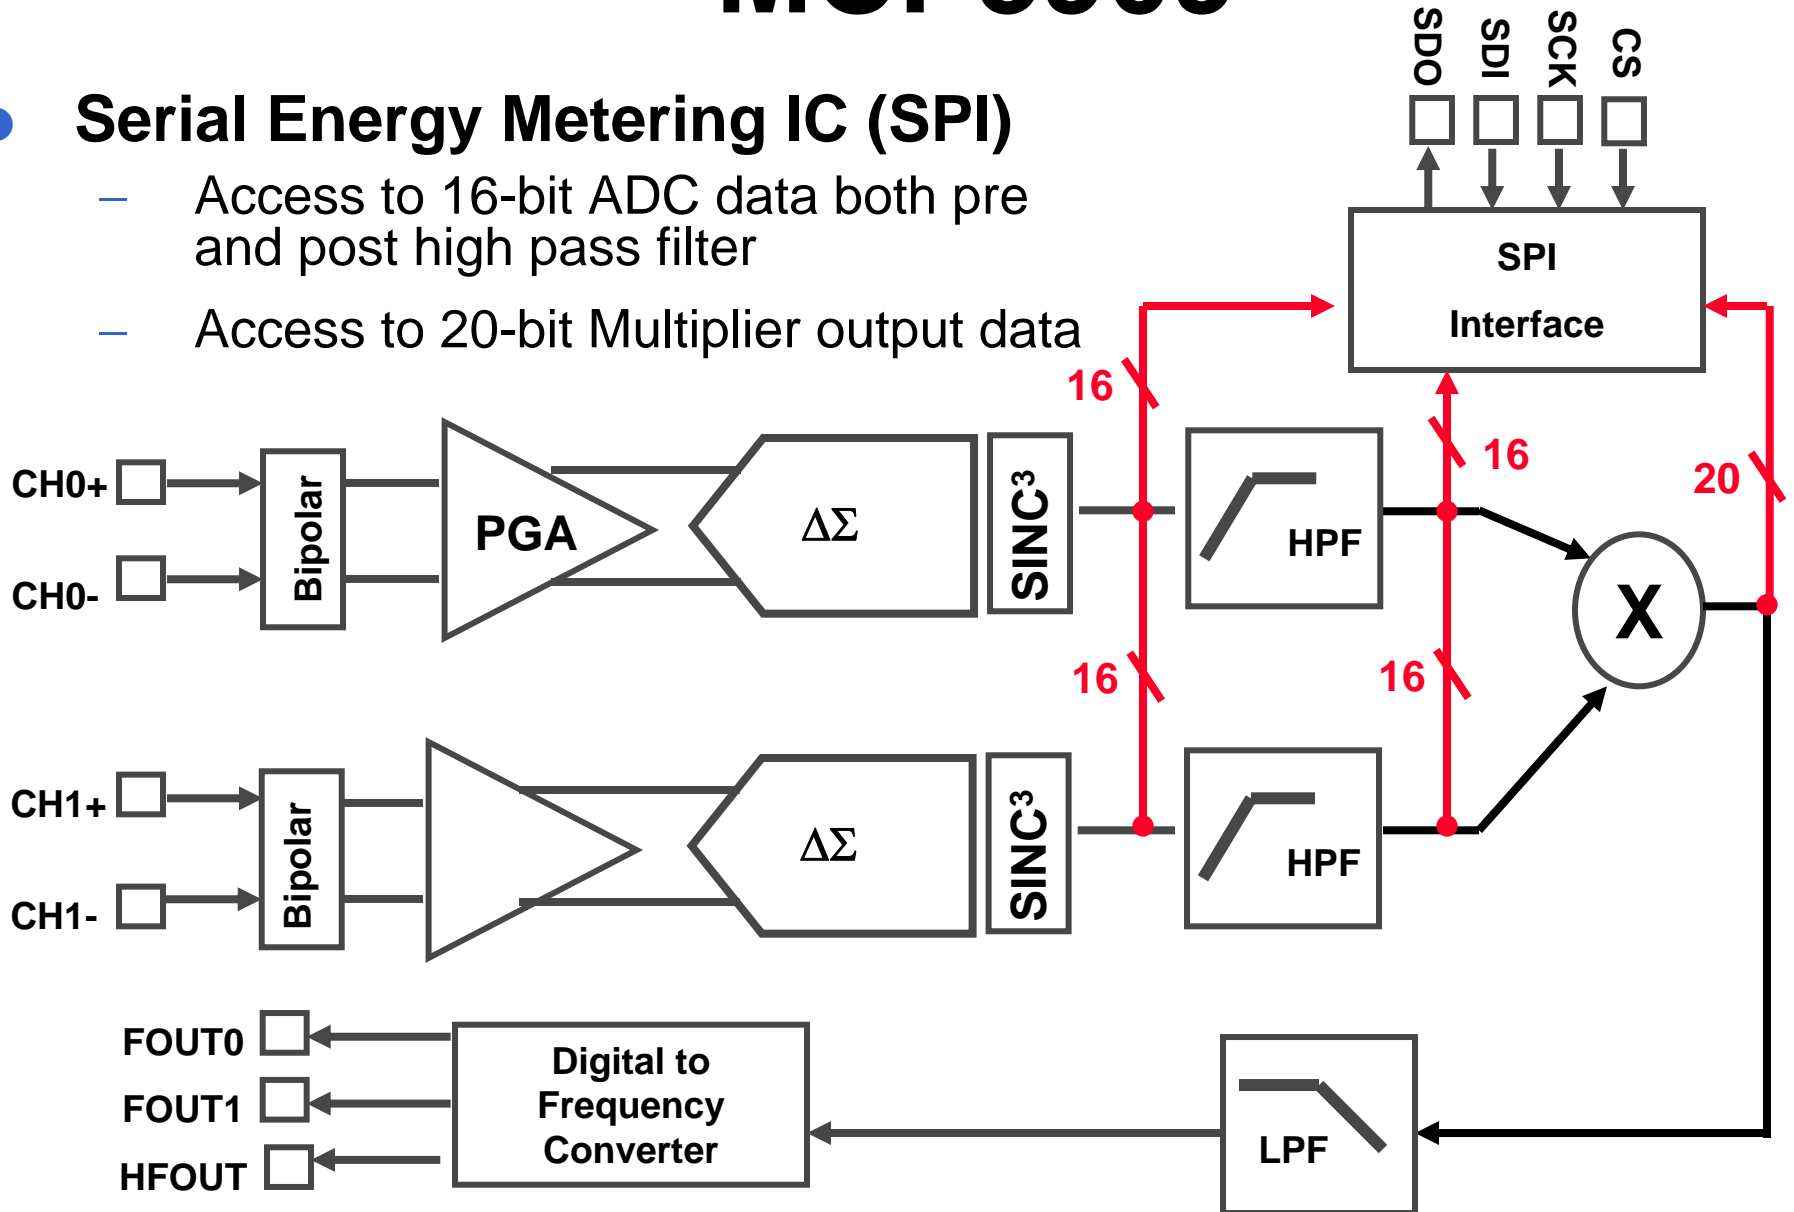 Serial Energy Metering IC (SPI)
– Access to 16-bit ADC data both pre
and post high pass filter
– Access to 20-bit Multiplier output data
SDO
SDI
SCK
CS
SPI
Interface
16
16
20
CH0+
CH0-
Bipolar
PGA
ΔΣ
SINC³
HPF
X
16
16
CH1+
CH1-
Bipolar
ΔΣ
SINC³
HPF
FOUT0
FOUT1
HFOUT
Digital to
Frequency
Converter
LPF